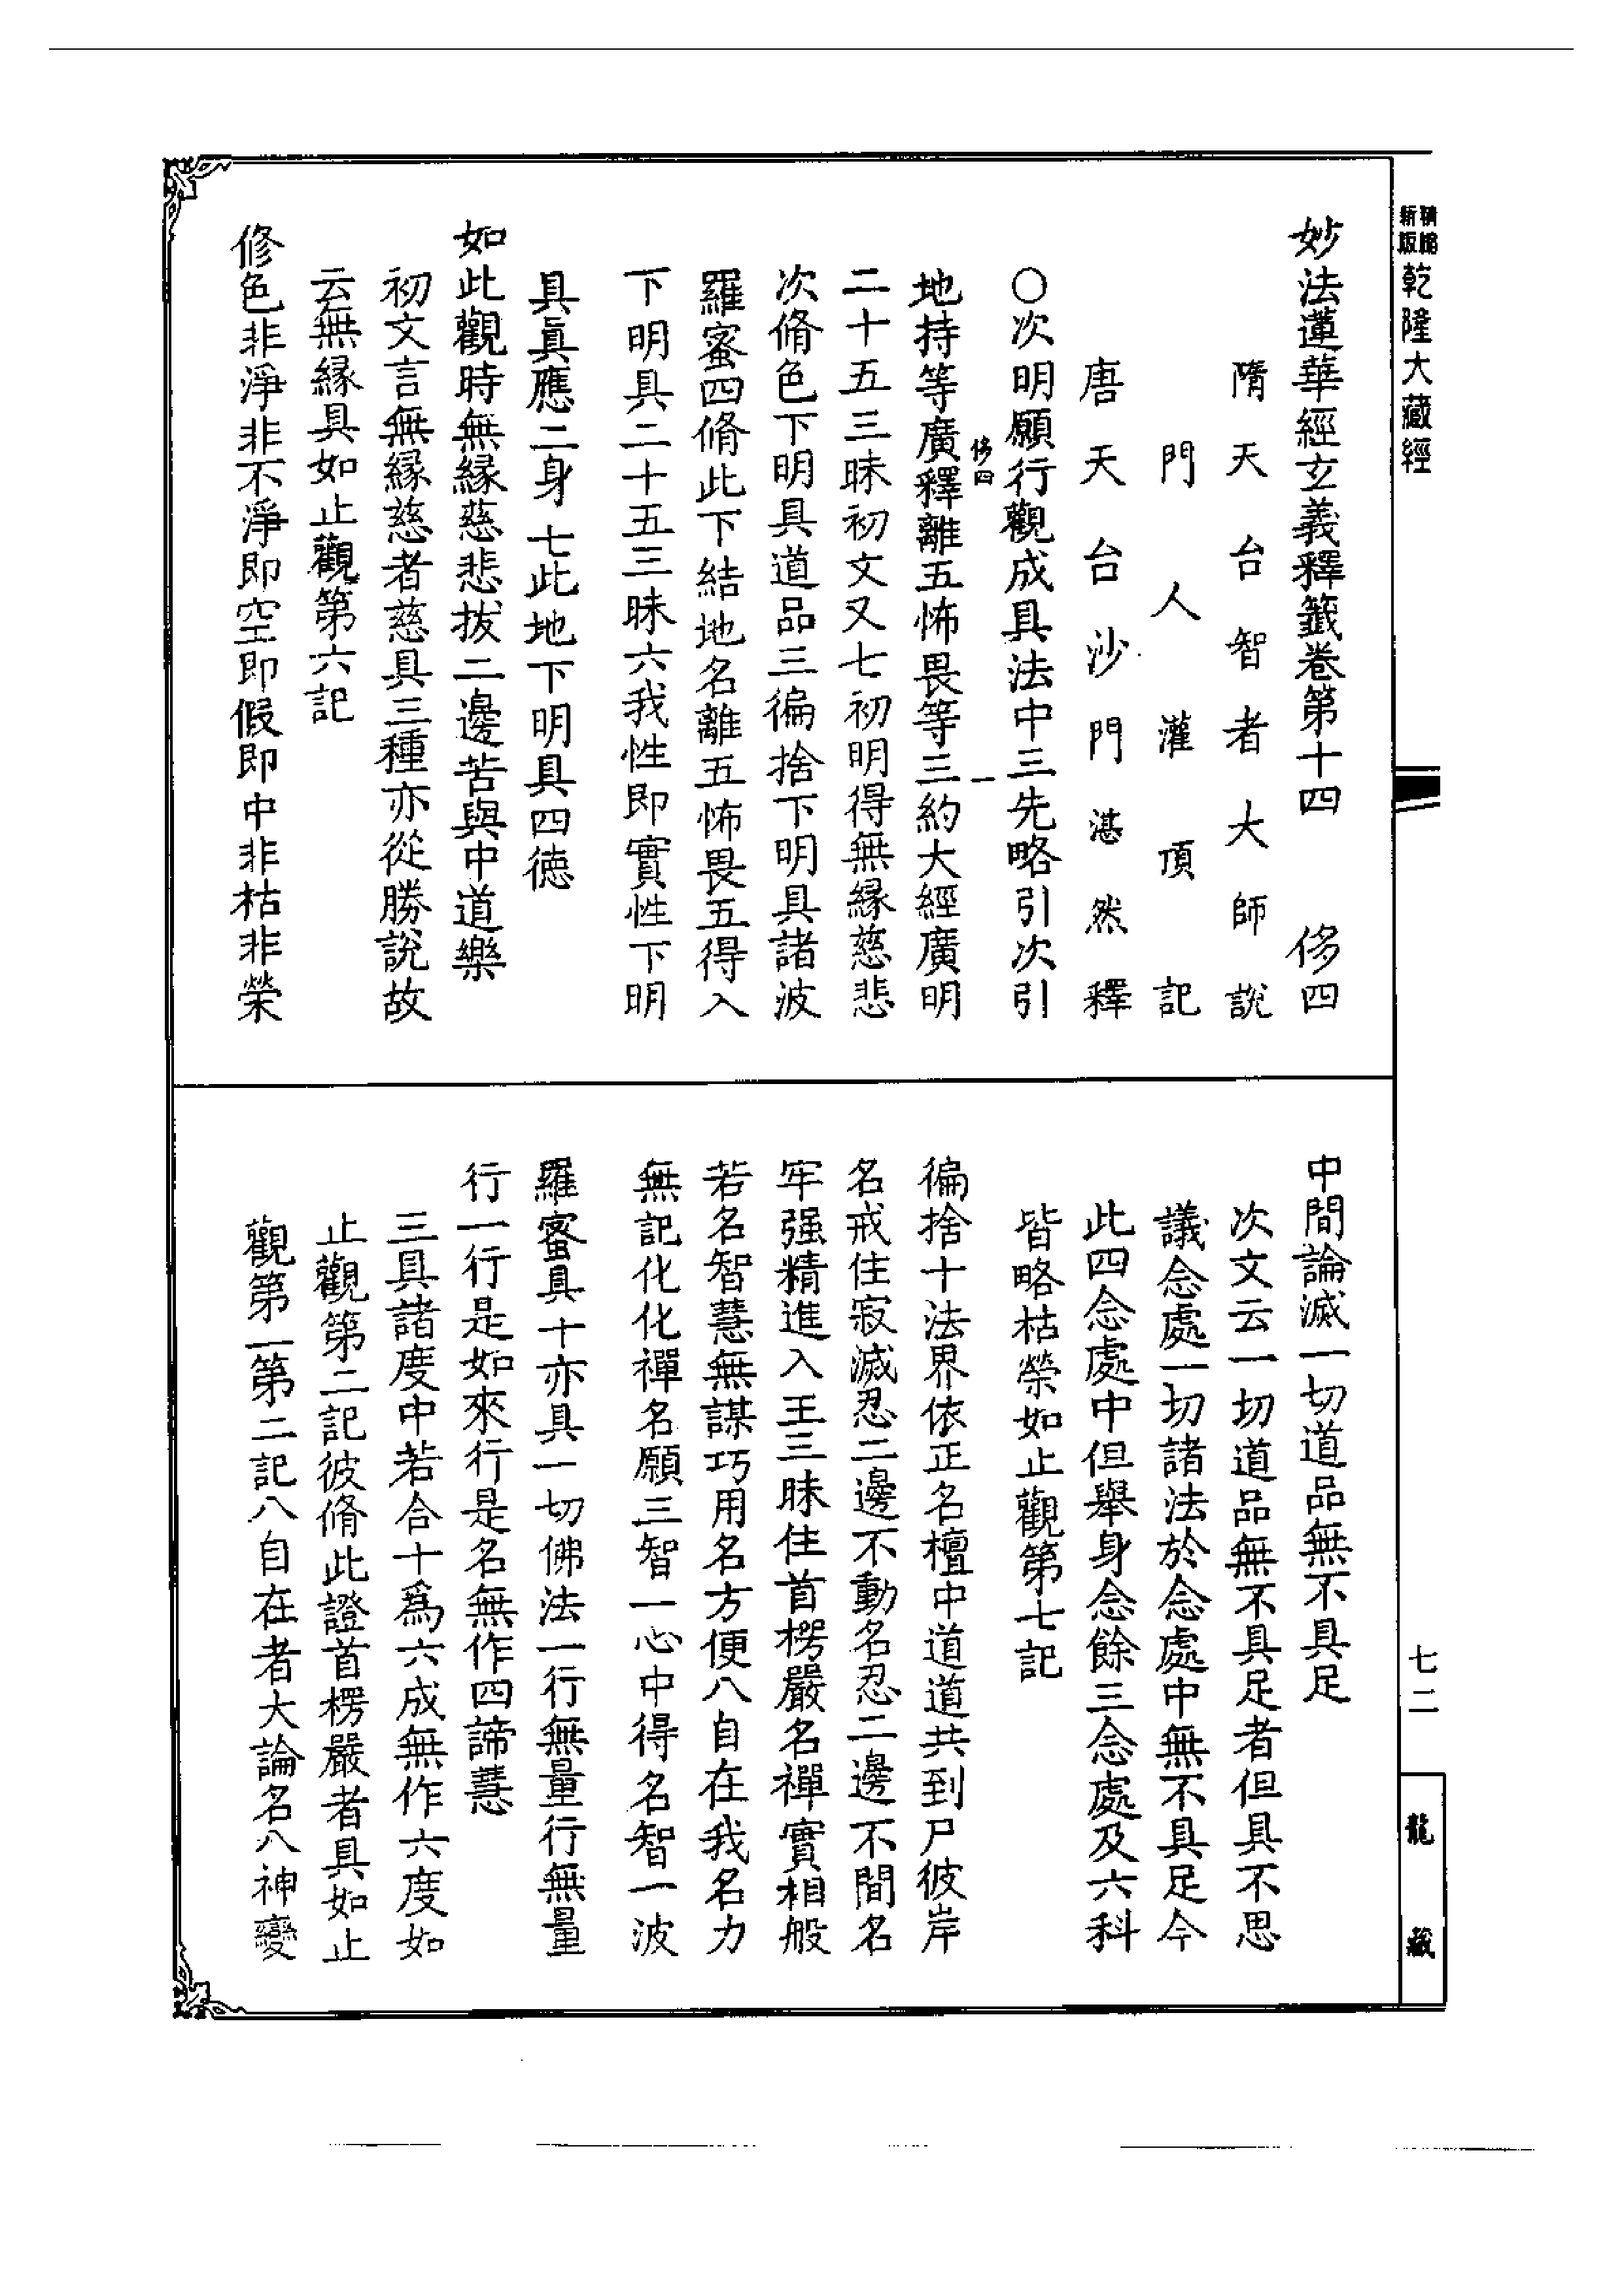 新版精縮乾隆大藏經
妙法蓮華經玄義釋籤卷第十四 侈四
隋天台智者大師說
門人灌頂記
唐天台沙門湛然釋
○次明願行觀成具法中三先略引次引
侈四 一
地持等廣釋離五怖畏等三約大經廣明
二十五三昧初文又七初明得無緣慈悲
次脩色下明具道品三徧捨下明具諸波
羅蜜四脩此下結地名離五怖畏五得入
下明具二十五三昧六我性即實性下明
具眞應二身七此地下明具四德
如此觀時無緣慈悲拔二邊苦與中道樂
初文言無緣慈者慈具三種亦從勝說故
云無緣具如止觀第六記
修色非淨非不淨即空即假即中非枯非榮
中間論滅一切道品無不具足
次文云一切道品無不具足者但具不思
議念處一切諸法於念處中無不具足今
此四念處中但舉身念餘三念處及六科
皆略枯榮如止觀第七記
徧捨十法界依正名檀中道道共到尸彼岸
名戒住寂滅忍二邊不動名忍二邊不間名
牢强精進入王三昧住首楞嚴名禪實相般
若名智慧無謀巧用名方便八自在我名力
無記化化禪名願三智一心中得名智一波
羅蜜具十亦具一切佛法一行無量行無量
行一行是如來行是名無作四諦慧
三具諸度中若合十爲六成無作六度如
止觀第二記彼脩此證首楞嚴者具如止
觀第一第二記八自在者大論名八神變
七二
龍藏